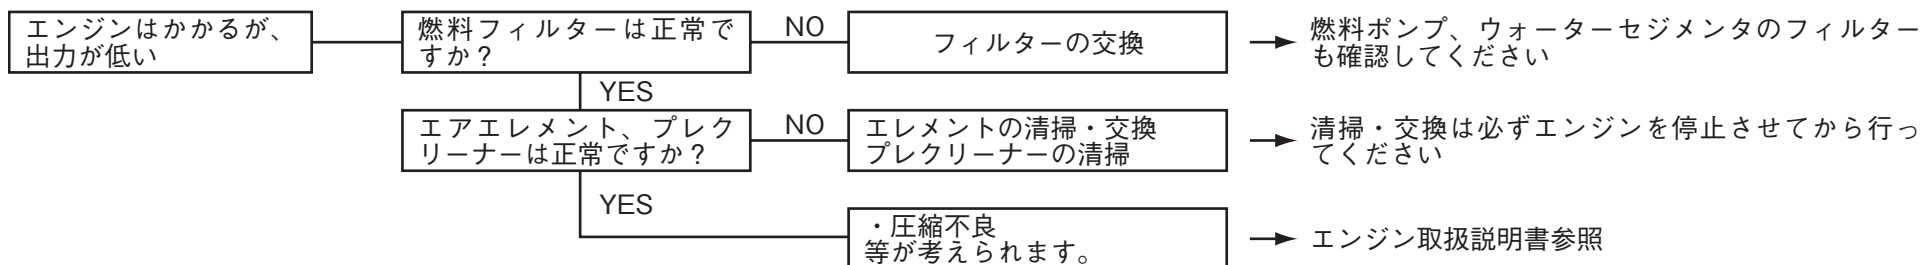 エンジンはかかるが、
出力が低い
燃料フィルターは正常で
すか？
NO
フィルターの交換
燃料ポンプ、ウォーターセジメンタのフィルター
も確認してください
YES
エアエレメント、プレク
リーナーは正常ですか？
NO
エレメントの清掃・交換
プレクリーナーの清掃
清掃・交換は必ずエンジンを停止させてから行っ
てください
YES
・圧縮不良
等が考えられます。
エンジン取扱説明書参照